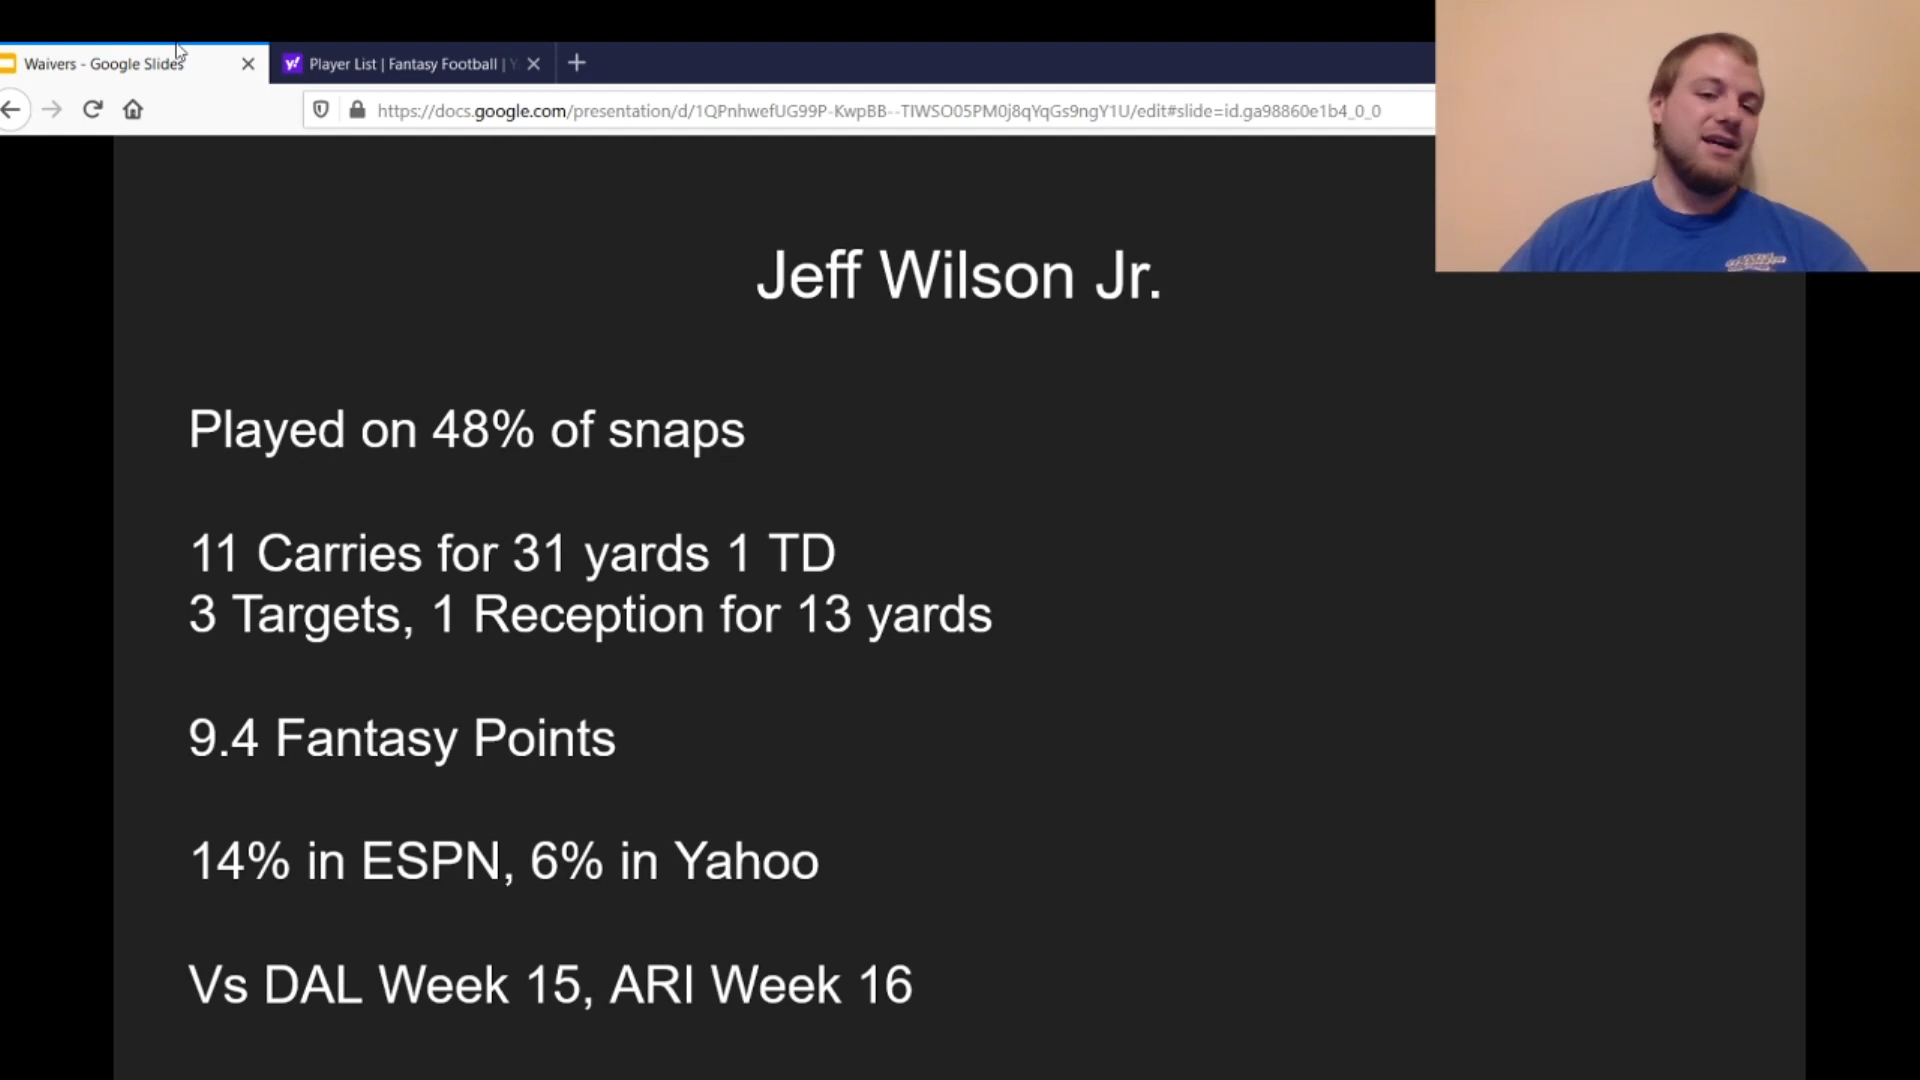 Waivers - Google Slides
Player List | Fantasy Football |
https://docs.google.com/presentation/d/1QPnhwefUG99P-KwpBB--TIWSO05PM0j8qYqGs9ngY1U/edit#slide=id.ga98860e1b4_0_0
Jeff Wilson Jr.
Played on 48% of snaps
11 Carries for 31 yards 1 TD
3 Targets, 1 Reception for 13 yards
9.4 Fantasy Points
14% in ESPN, 6% in Yahoo
Vs DAL Week 15, ARI Week 16